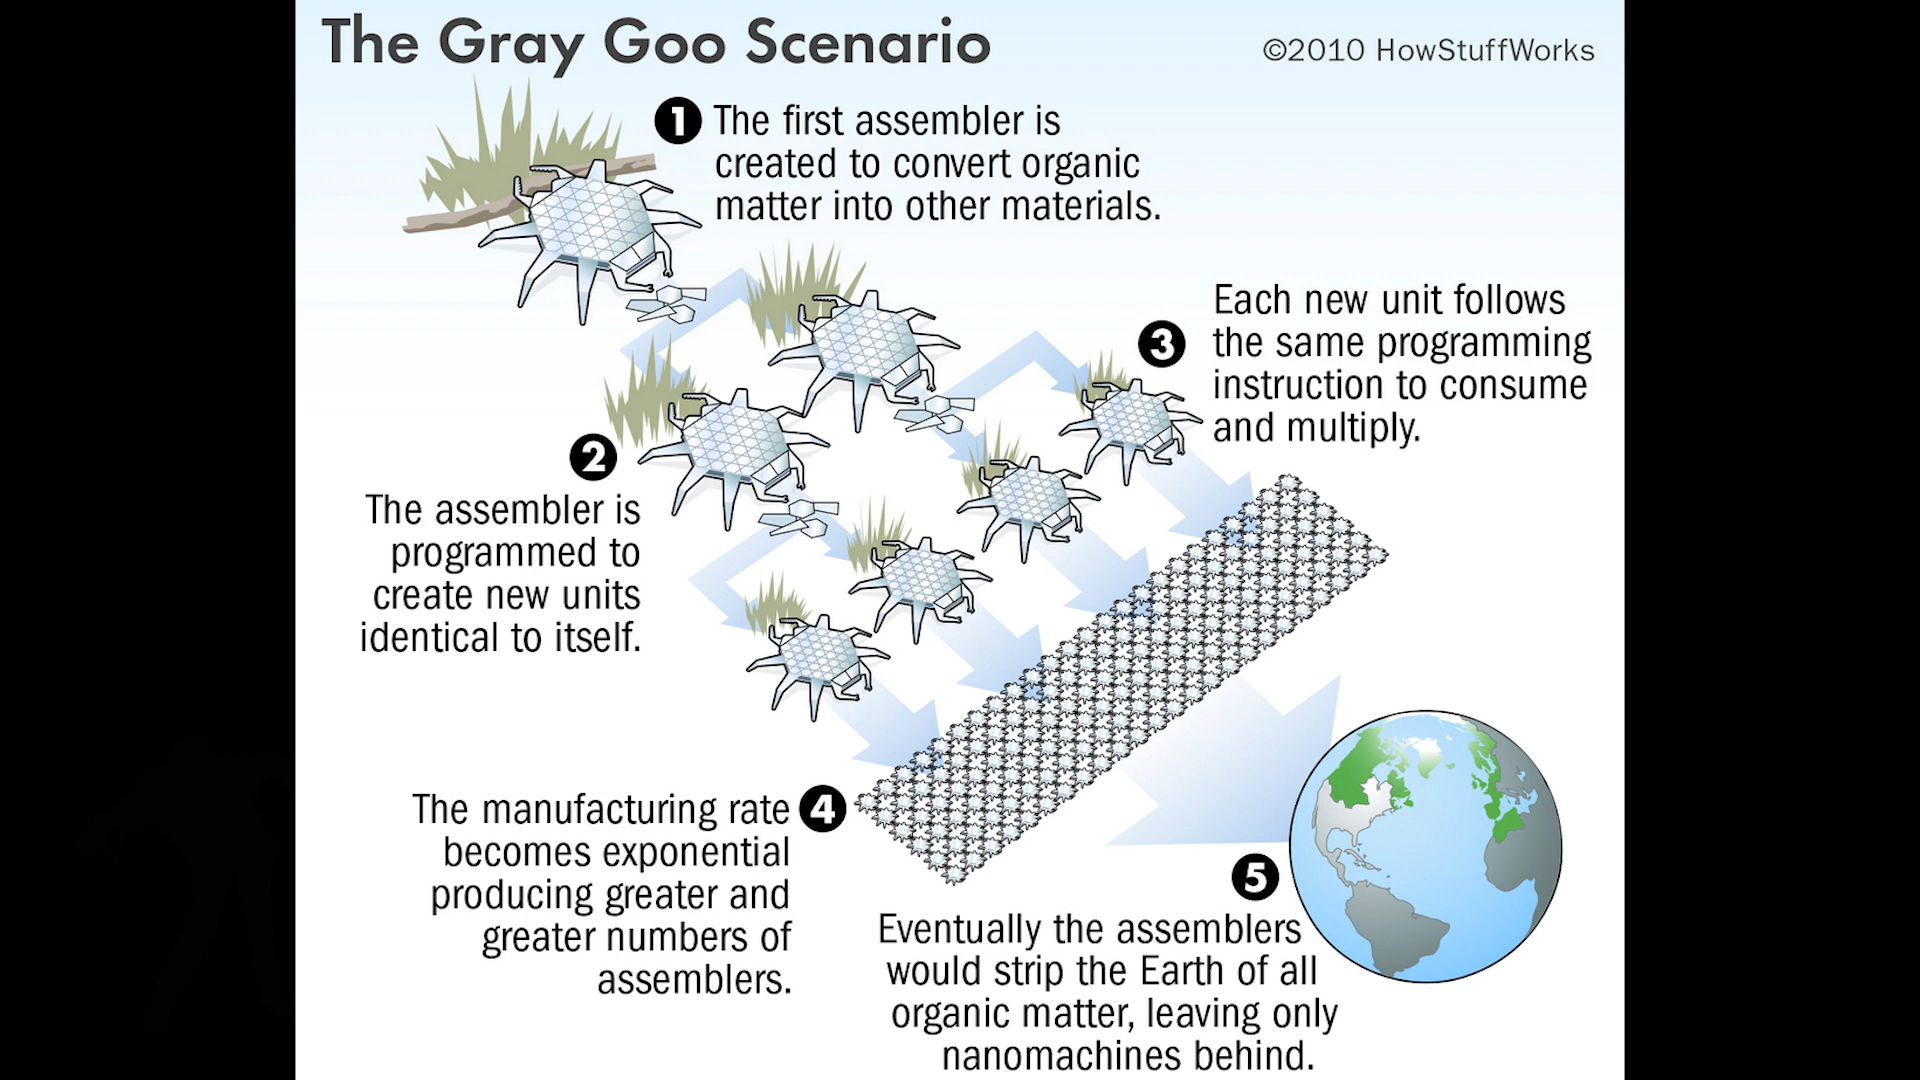 The Gray Goo Scenario
©2010 HowStuffWorks
1
The first assembler is
created to convert organic
matter into other materials.
2
The assembler is
programmed to
create new units
identical to itself.
3
Each new unit follows
the same programming
instruction to consume
and multiply.
4
The manufacturing rate
becomes exponential
producing greater and
greater numbers of
assemblers.
5
Eventually the assemblers
would strip the Earth of all
organic matter, leaving only
nanomachines behind.